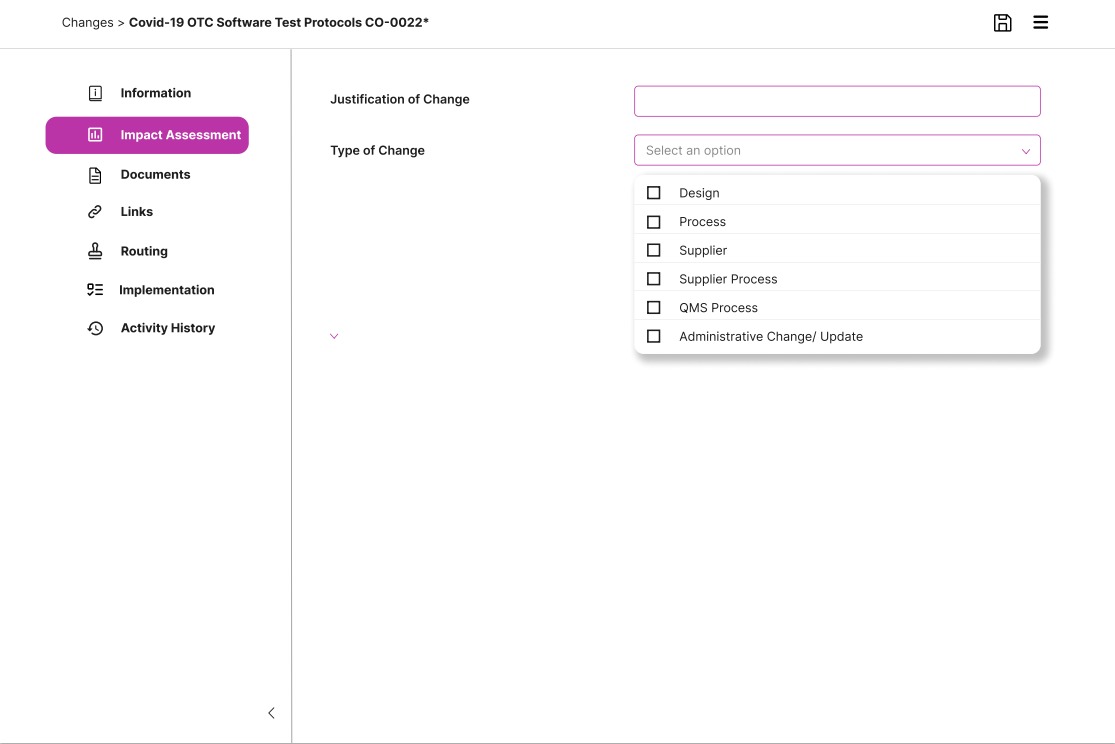 Changes > Covid-19 OTC Software Test Protocols CO-0022*
Information
Impact Assessment
Documents
Links
Routing
Implementation
Activity History
Justification of Change
Type of Change
Select an option
Design
Process
Supplier
Supplier Process
QMS Process
Administrative Change/ Update